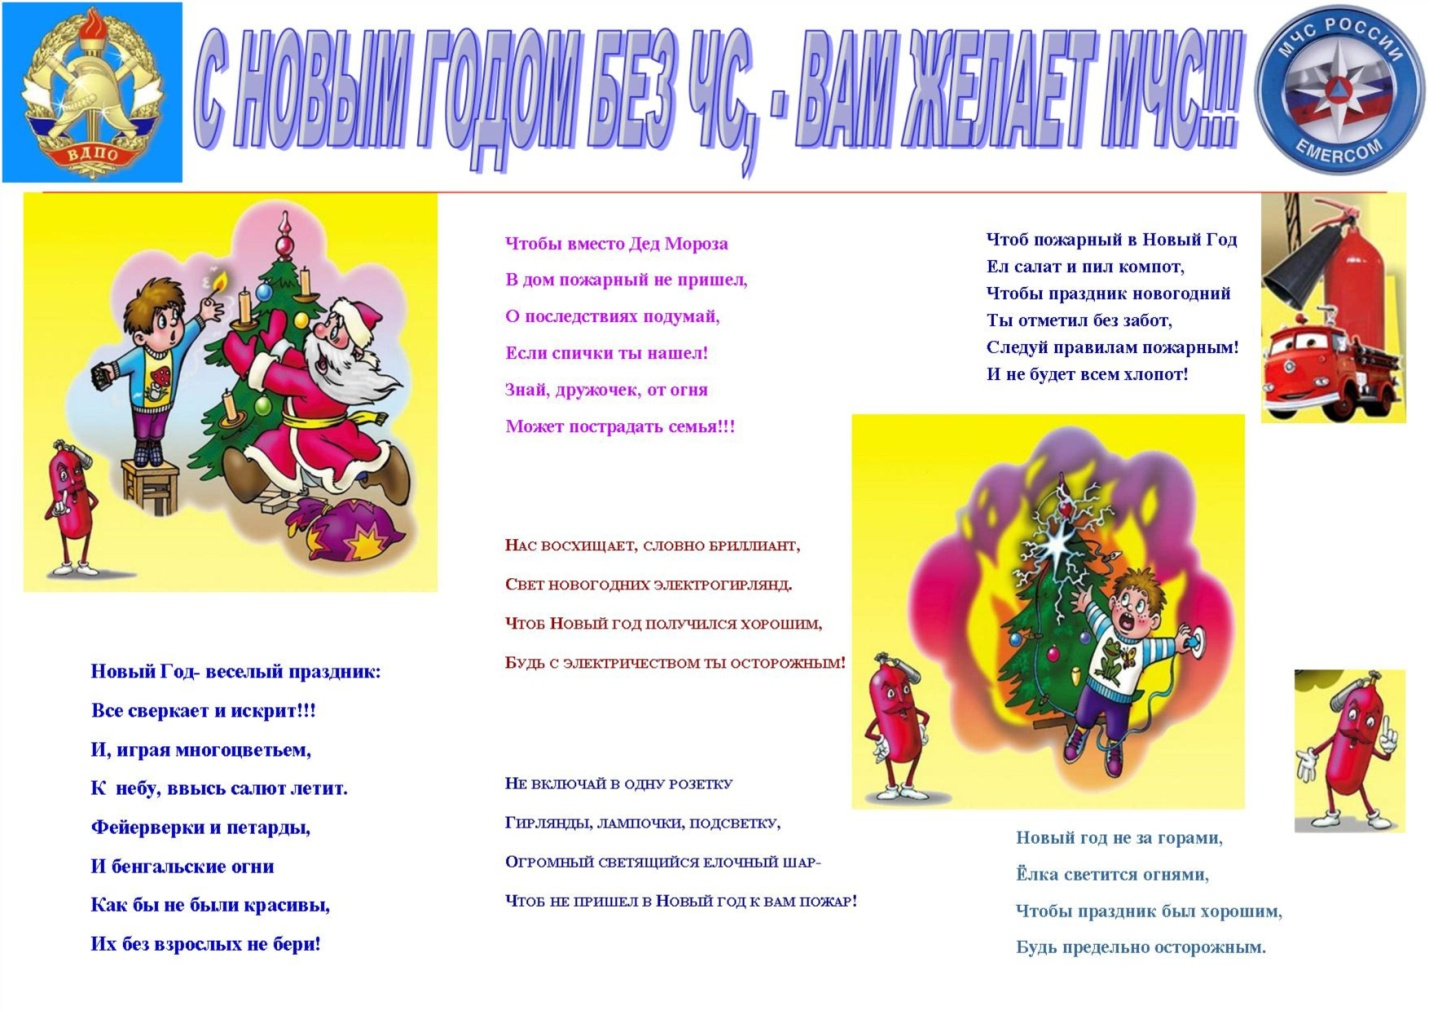 С НОВЫМ ГОДОМ БЕЗ ЧС, - ВАМ ЖЕЛАЕТ МЧС!!!
ВДПО
МЧС РОССИИ
EMERCOM
Чтобы вместо Дед Мороза
В дом пожарный не пришел,
О последствиях подумай,
Если спички ты нашел!
Знай, дружочек, от огня
Может пострадать семья!!!
Чтоб пожарный в Новый Год
Ел салат и пил компот,
Чтобы праздник новогодний
Ты отметил без забот,
Следуй правилам пожарным!
И не будет всем хлопот!
Нас восхищает, словно бриллиант,
Свет новогодних электрогирлянд.
Чтоб Новый год получился хорошим,
Будь с электричеством ты осторожным!
Новый Год- веселый праздник:
Все сверкает и искрит!!!
И, играя многоцветьем,
К  небу, ввысь салют летит.
Фейерверки и петарды,
И бенгальские огни
Как бы не были красивы,
Их без взрослых не бери!
Не включай в одну розетку
Гирлянды, лампочки, подсветку,
Огромный светящийся елочный шар-
Чтоб не пришел в Новый год к вам пожар!
Новый год не за горами,
Ёлка светится огнями,
Чтобы праздник был хорошим,
Будь предельно осторожным.